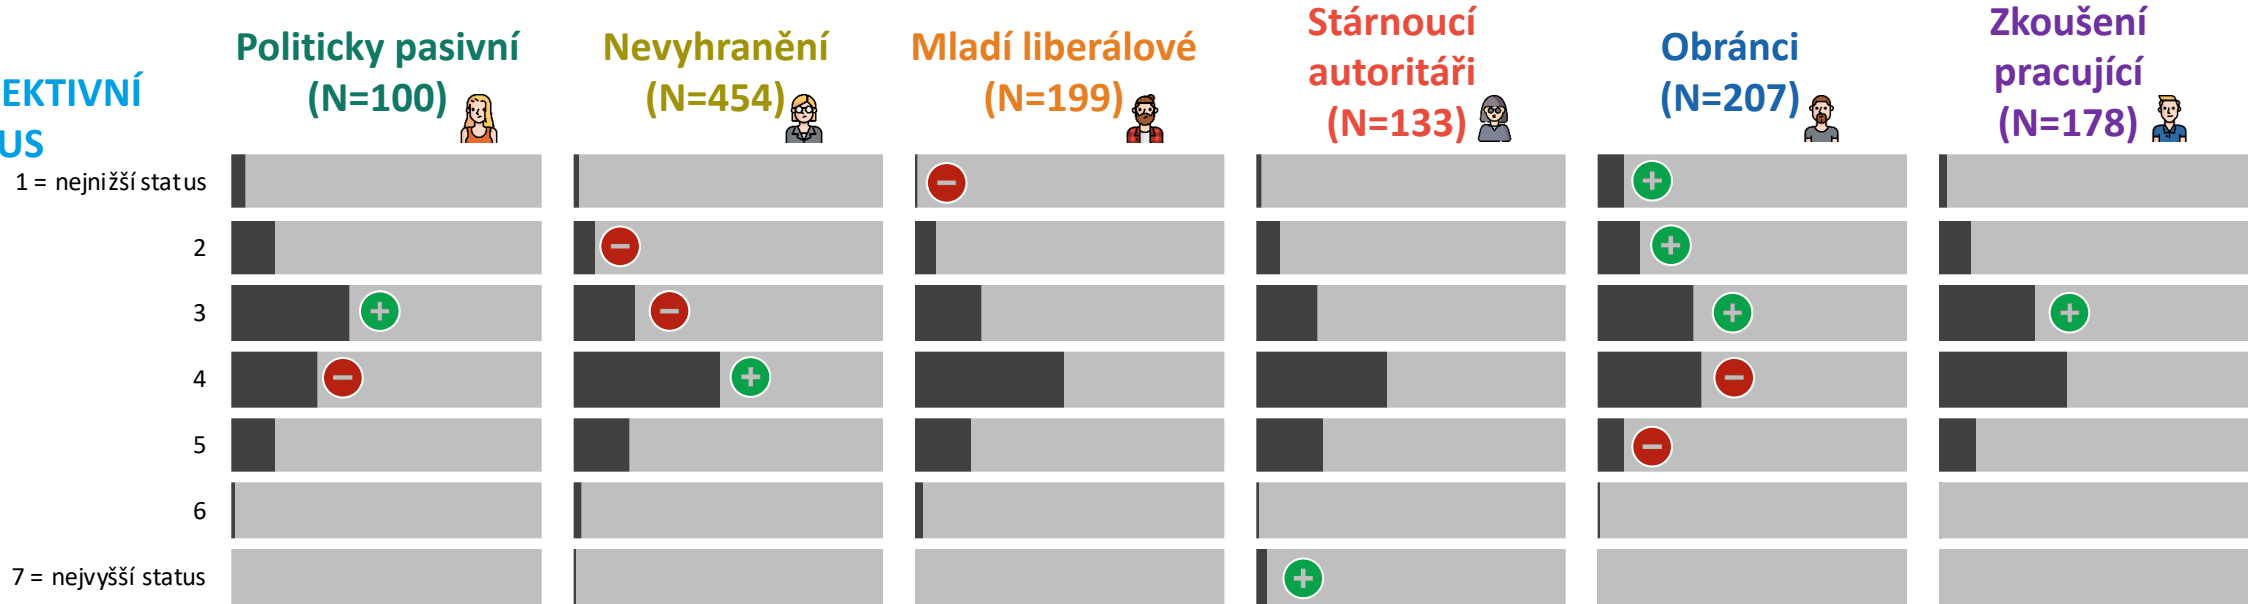 EKTIVNÍ
US
Politicky pasivní
(N=100)
Nevyhranění
(N=454)
Mladí liberálové
(N=199)
Stárnoucí
autoritáři
(N=133)
Obránci
(N=207)
Zkoušení
pracující
(N=178)
1 = nejnižší status
2
3
4
5
6
7 = nejvyšší status